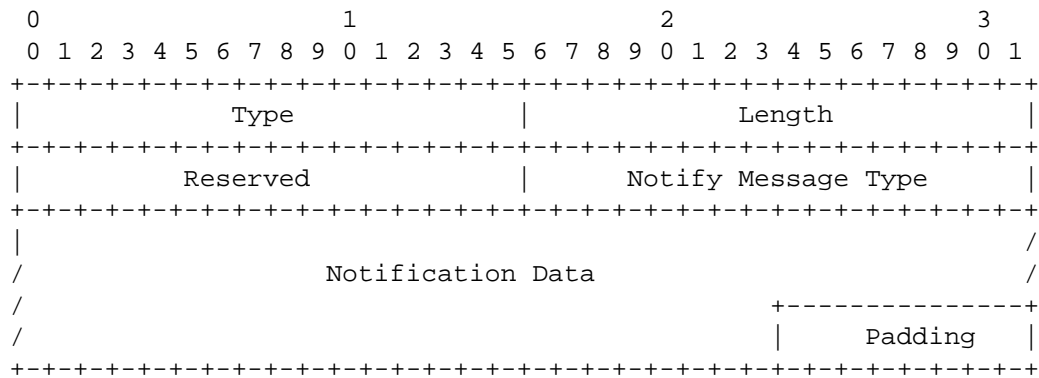 0                   1                   2                   3
 0 1 2 3 4 5 6 7 8 9 0 1 2 3 4 5 6 7 8 9 0 1 2 3 4 5 6 7 8 9 0 1
+-+-+-+-+-+-+-+-+-+-+-+-+-+-+-+-+-+-+-+-+-+-+-+-+-+-+-+-+-+-+-+-+
|             Type              |             Length            |
+-+-+-+-+-+-+-+-+-+-+-+-+-+-+-+-+-+-+-+-+-+-+-+-+-+-+-+-+-+-+-+-+
|          Reserved             |      Notify Message Type      |
+-+-+-+-+-+-+-+-+-+-+-+-+-+-+-+-+-+-+-+-+-+-+-+-+-+-+-+-+-+-+-+-+
|                                                               /
/                   Notification Data                           /
/                                               +---------------+
/                                               |     Padding   |
+-+-+-+-+-+-+-+-+-+-+-+-+-+-+-+-+-+-+-+-+-+-+-+-+-+-+-+-+-+-+-+-+